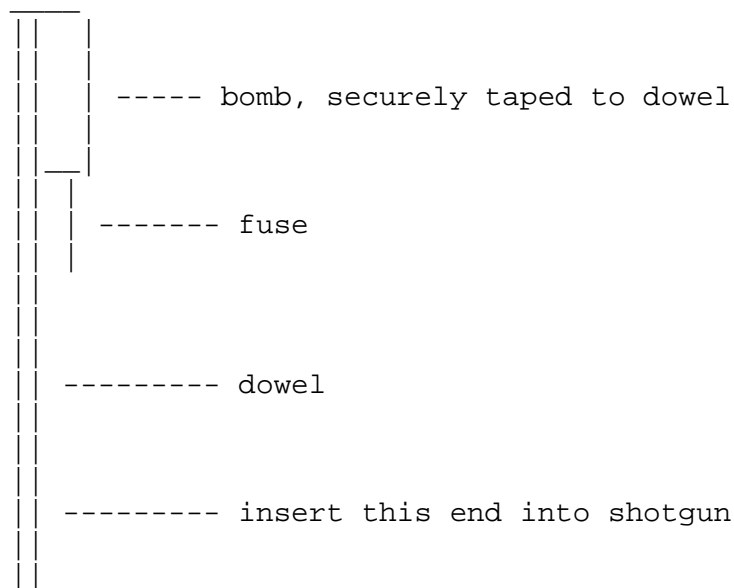 ----- bomb, securely taped to dowel
------- fuse
--------- dowel
--------- insert this end into shotgun